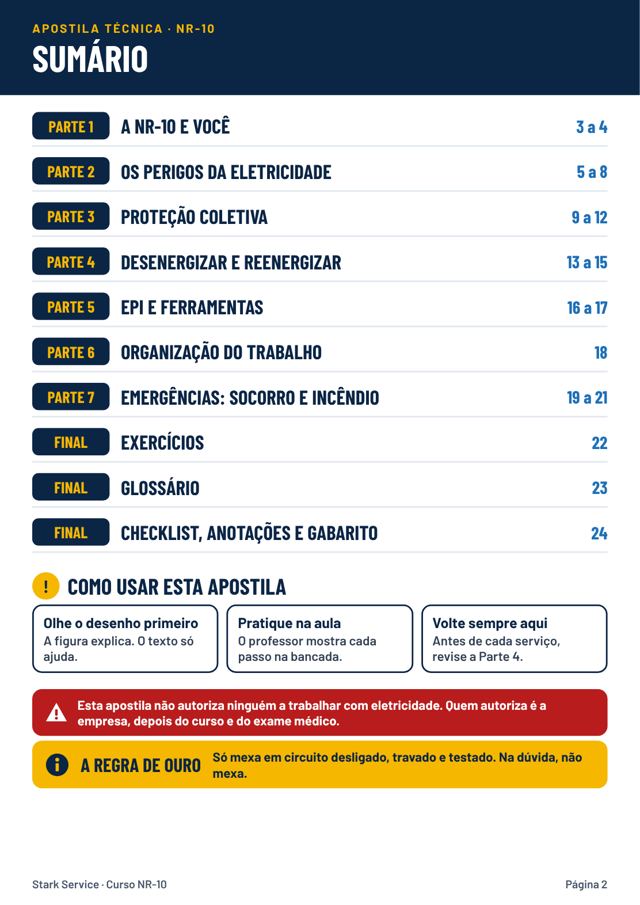 APOSTILA TÉCNICA · NR-10
SUMÁRIO
PARTE 1 A NR-10 E VOCÊ 3 a 4
PARTE 2 OS PERIGOS DA ELETRICIDADE 5 a 8
PARTE 3 PROTEÇÃO COLETIVA 9 a 12
PARTE 4 DESENERGIZAR E REENERGIZAR 13 a 15
PARTE 5 EPI E FERRAMENTAS 16 a 17
PARTE 6 ORGANIZAÇÃO DO TRABALHO 18
PARTE 7 EMERGÊNCIAS: SOCORRO E INCÊNDIO 19 a 21
FINAL EXERCÍCIOS 22
FINAL GLOSSÁRIO 23
FINAL CHECKLIST, ANOTAÇÕES E GABARITO 24
! COMO USAR ESTA APOSTILA
Olhe o desenho primeiro
A figura explica. O texto só
ajuda.
Pratique na aula
O professor mostra cada
passo na bancada.
Volte sempre aqui
Antes de cada serviço,
revise a Parte 4.
Esta apostila não autoriza ninguém a trabalhar com eletricidade. Quem autoriza é a
empresa, depois do curso e do exame médico.
A REGRA DE OURO
Só mexa em circuito desligado, travado e testado. Na dúvida, não
mexa.
Stark Service · Curso NR-10 Página 2